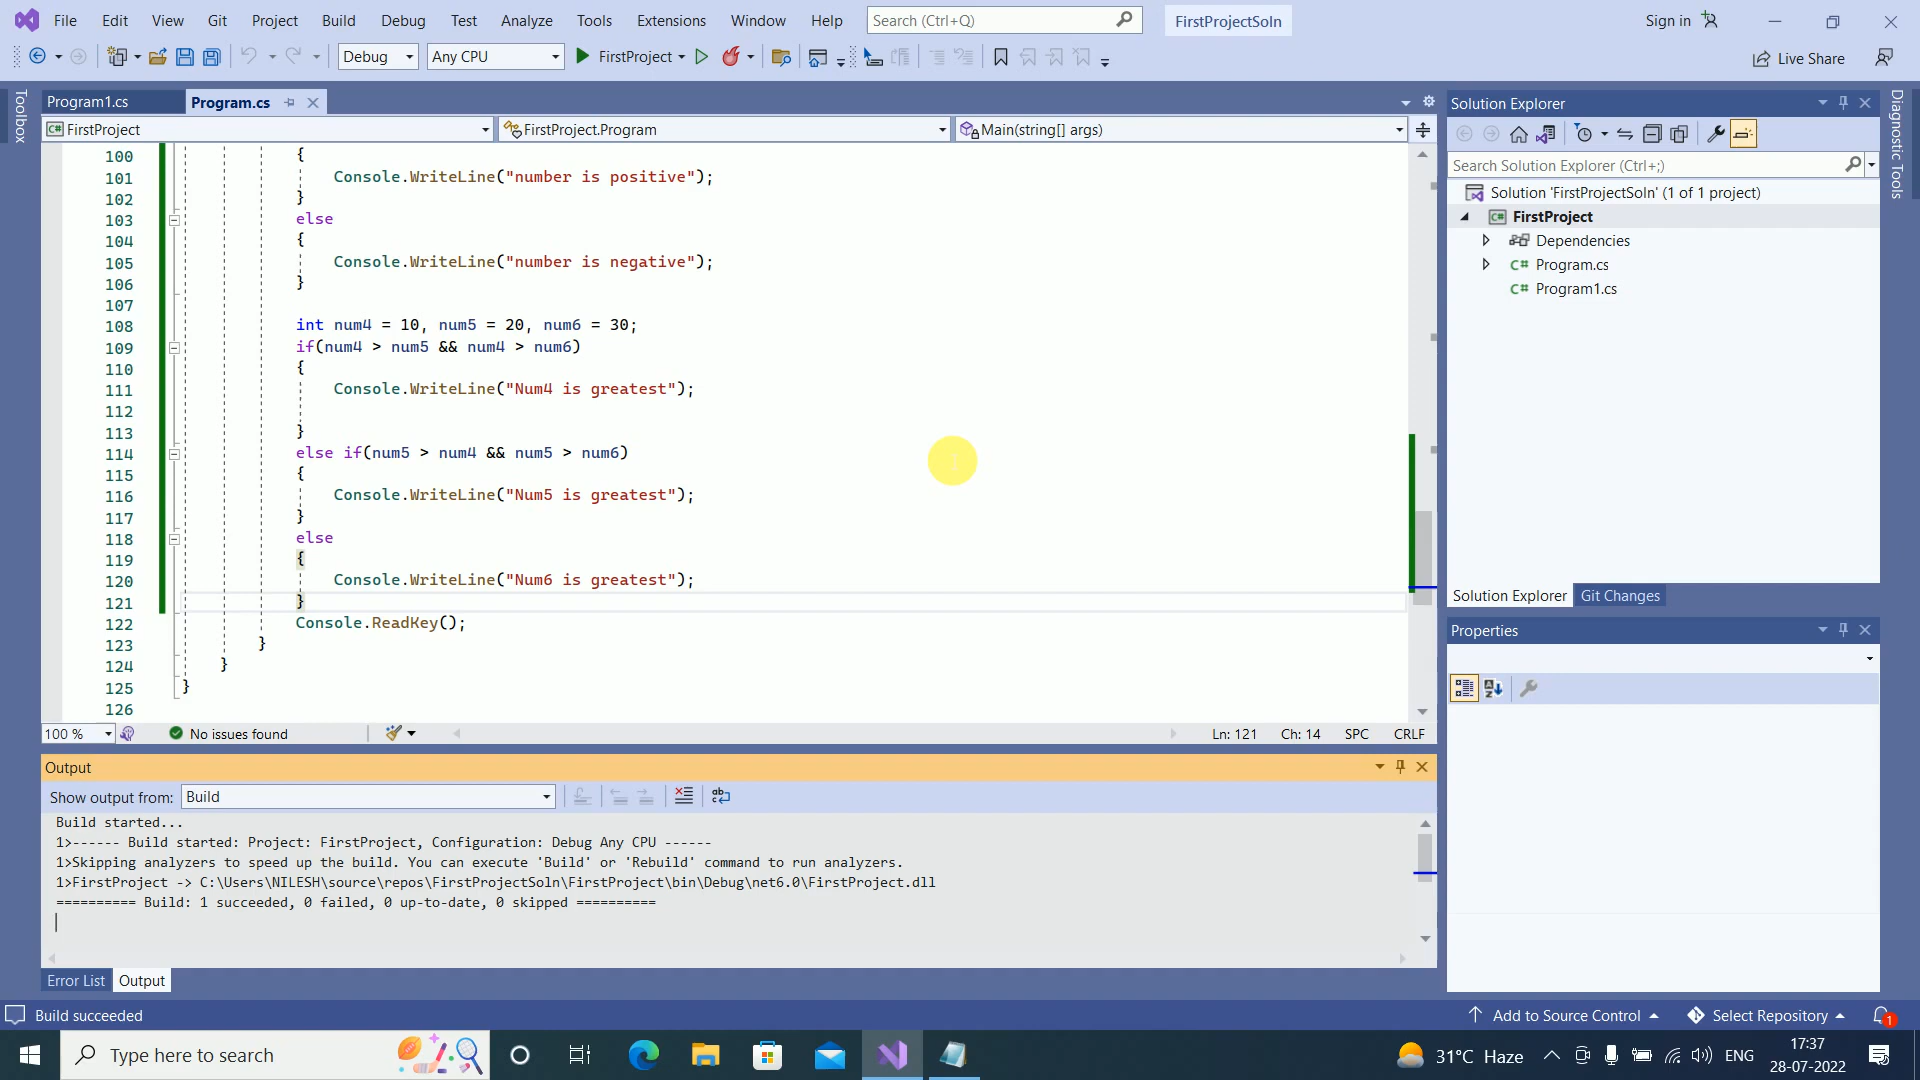 File Edit View Git Project Build Debug Test Analyze Tools Extensions Window Help Search (Ctrl+Q) FirstProjectSoln Sign in
Debug Any CPU FirstProject Live Share
Toolbox
Program1.cs Program.cs
FirstProject FirstProject.Program Main(string[] args)
100 {
101 Console.WriteLine("number is positive");
102 }
103 else
104 {
105 Console.WriteLine("number is negative");
106 }
107
108 int num4 = 10, num5 = 20, num6 = 30;
109 if(num4 > num5 && num4 > num6)
110 {
111 Console.WriteLine("Num4 is greatest");
112
113 }
114 else if(num5 > num4 && num5 > num6)
115 {
116 Console.WriteLine("Num5 is greatest");
117 }
118 else
119 {
120 Console.WriteLine("Num6 is greatest");
121 }
122 Console.ReadKey();
123 }
124 }
125 }
126
100 % No issues found Ln: 121 Ch: 14 SPC CRLF
Output
Show output from: Build
Build started...
1>------ Build started: Project: FirstProject, Configuration: Debug Any CPU ------
1>Skipping analyzers to speed up the build. You can execute 'Build' or 'Rebuild' command to run analyzers.
1>FirstProject -> C:\Users\NILESH\source\repos\FirstProjectSoln\FirstProject\bin\Debug\net6.0\FirstProject.dll
========== Build: 1 succeeded, 0 failed, 0 up-to-date, 0 skipped ==========
Error List Output
Solution Explorer
Search Solution Explorer (Ctrl+;)
Solution 'FirstProjectSoln' (1 of 1 project)
FirstProject
Dependencies
C# Program.cs
C# Program1.cs
Solution Explorer Git Changes
Properties
Diagnostic Tools
Build succeeded Add to Source Control Select Repository 1
Type here to search 31°C Haze ENG 17:37
28-07-2022